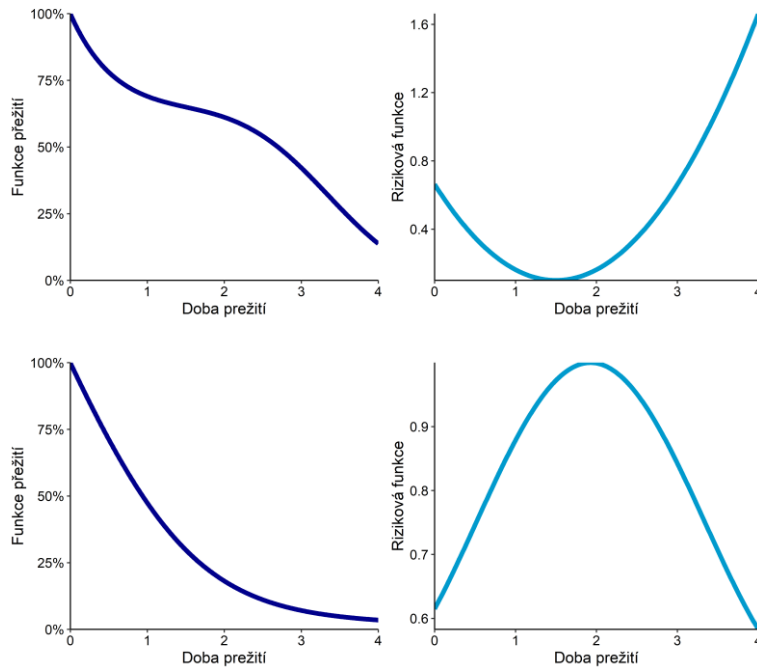 100%
75%
50%
25%
0%
Funkce přežití
0 1 2 3 4
Doba prežití
1.6
1.2
0.8
0.4
Riziková funkce
0 1 2 3 4
Doba prežití
100%
75%
50%
25%
0%
Funkce přežití
0 1 2 3 4
Doba prežití
0.9
0.8
0.7
0.6
Riziková funkce
0 1 2 3 4
Doba prežití